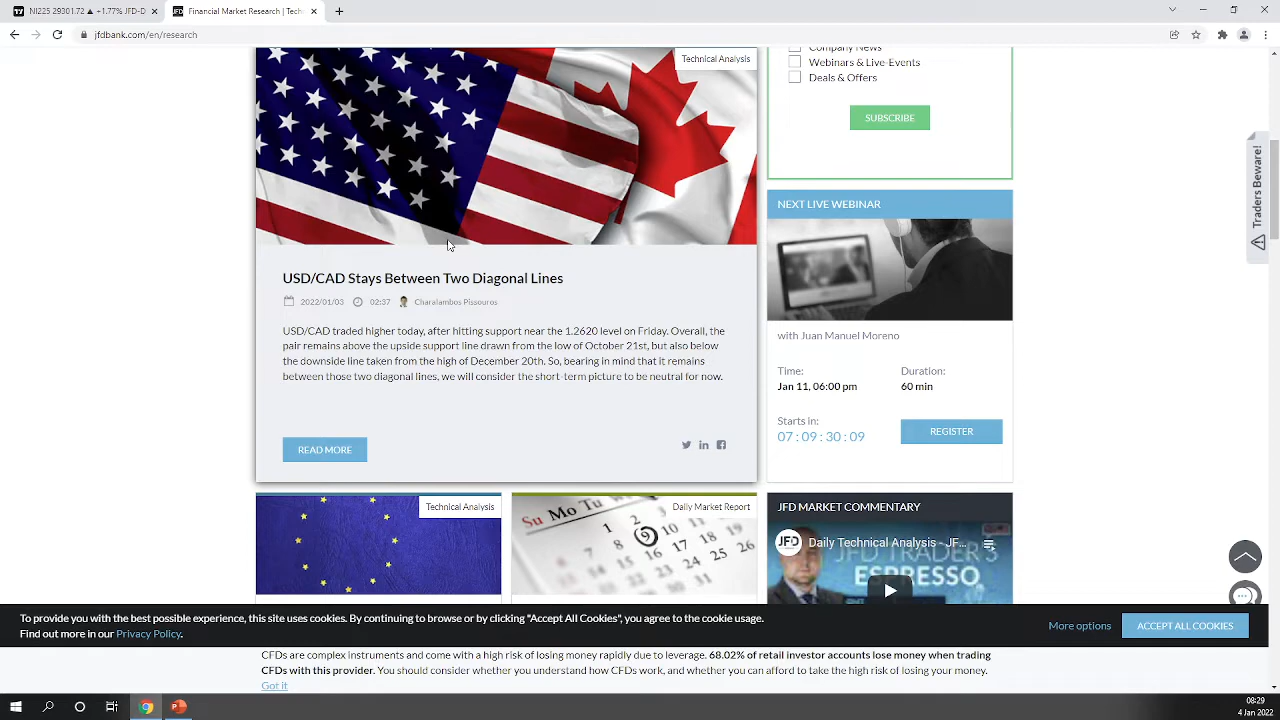 NI225 29301.72 ▲ +1.77% JFD-D
JFD Financial Market Research | Tech
jfdbank.com/en/research
Technical Analysis
USD/CAD Stays Between Two Diagonal Lines
2022/01/03 02:37 Charalambos Pissouros
USD/CAD traded higher today, after hitting support near the 1.2620 level on Friday. Overall, the
pair remains above the upside support line drawn from the low of October 21st, but also below
the downside line taken from the high of December 20th. So, bearing in mind that it remains
between those two diagonal lines, we will consider the short-term picture to be neutral for now.
READ MORE
Company News
Webinars & Live-Events
Deals & Offers
SUBSCRIBE
NEXT LIVE WEBINAR
with Juan Manuel Moreno
Time: Duration:
Jan 11, 06:00 pm 60 min
Starts in:
07 : 09 : 30 : 09 REGISTER
Traders Beware!
Technical Analysis
Daily Market Report
Su Mo Tu
1 2 3
7 8 9 10
14 15 16 17 18 19
21 24 25 26
28 29 30 31
JFD MARKET COMMENTARY
JFD Daily Technical Analysis - JF...
JFD TRADER'S
ESPRESSO
To provide you with the best possible experience, this site uses cookies. By continuing to browse or by clicking "Accept All Cookies", you agree to the cookie usage.
Find out more in our Privacy Policy.
More options ACCEPT ALL COOKIES
CFDs are complex instruments and come with a high risk of losing money rapidly due to leverage. 68.02% of retail investor accounts lose money when trading
CFDs with this provider. You should consider whether you understand how CFDs work and whether you can afford to take the high risk of losing your money.
Got it
08:29
4 Jan 2022